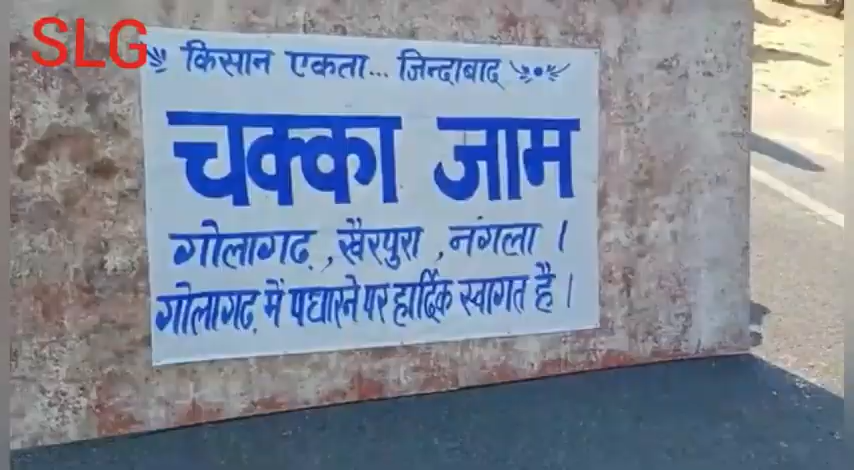 SLG
किसान एकता... जिन्दाबाद
चक्का जाम
गोलागढ़, खैरपुरा, नंगला ।
गोलागढ़ में पधारने पर हार्दिक स्वागत है ।